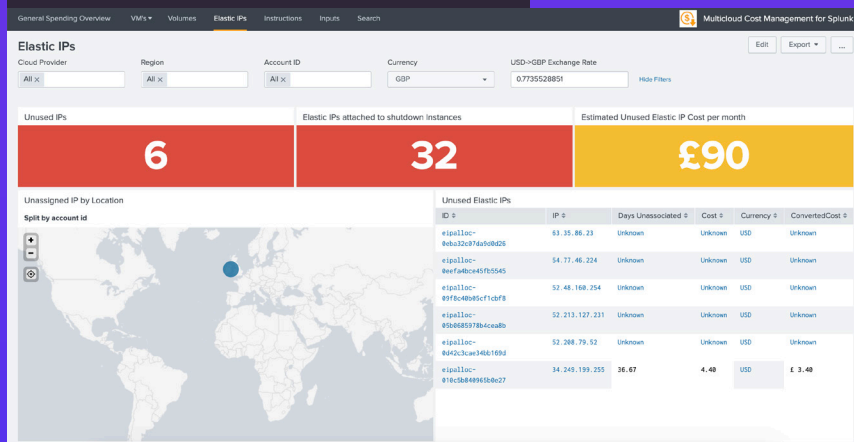 General Spending Overview VM's Volumes Elastic IPs Instructions Inputs Search Multicloud Cost Management for Splunk
Elastic IPs Edit Export ...
Cloud Provider Region Account ID Currency USD->GBP Exchange Rate
All × All × All × GBP 0.7735528851 Hide Filters
Unused IPs Elastic IPs attached to shutdown instances Estimated Unused Elastic IP Cost per month
6 32 £90
Unassigned IP by Location Unused Elastic IPs
Split by account id
ID IP Days Unassociated Cost Currency ConvertedCost
+
−
eipalloc-
0eba32c07da9d0d26 63.35.86.23 Unknown Unknown USD Unknown
eipalloc-
0eefa4bce45fb5545 54.77.46.224 Unknown Unknown USD Unknown
eipalloc-
09f8c40b05cf1cbf8 52.48.160.254 Unknown Unknown USD Unknown
eipalloc-
05b0685978b4cea8b 52.213.127.231 Unknown Unknown USD Unknown
eipalloc-
0d42c3cae34bb169d 52.208.79.52 Unknown Unknown USD Unknown
eipalloc-
010c5b840965b0e27 34.249.199.255 36.67 4.40 USD £ 3.40